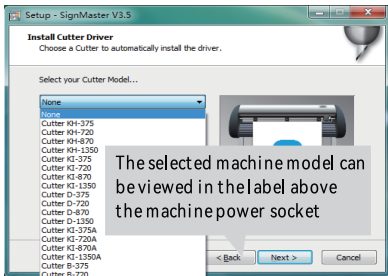 Setup - SignMaster V3.5
Install Cutter Driver
Choose a Cutter to automatically install the driver.
Select your Cutter Model...
None
None
Cutter KH-375
Cutter KH-720
Cutter KH-870
Cutter KH-1350
Cutter KI-375
Cutter KI-720
Cutter KI-870
Cutter KI-1350
Cutter D-375
Cutter D-720
Cutter D-870
Cutter D-1350
Cutter KI-375A
Cutter KI-720A
Cutter KI-870A
Cutter KI-1350A
Cutter B-375
Cutter B-720
The selected machine model can
be viewed in the label above
the machine power socket
< Back
Next >
Cancel